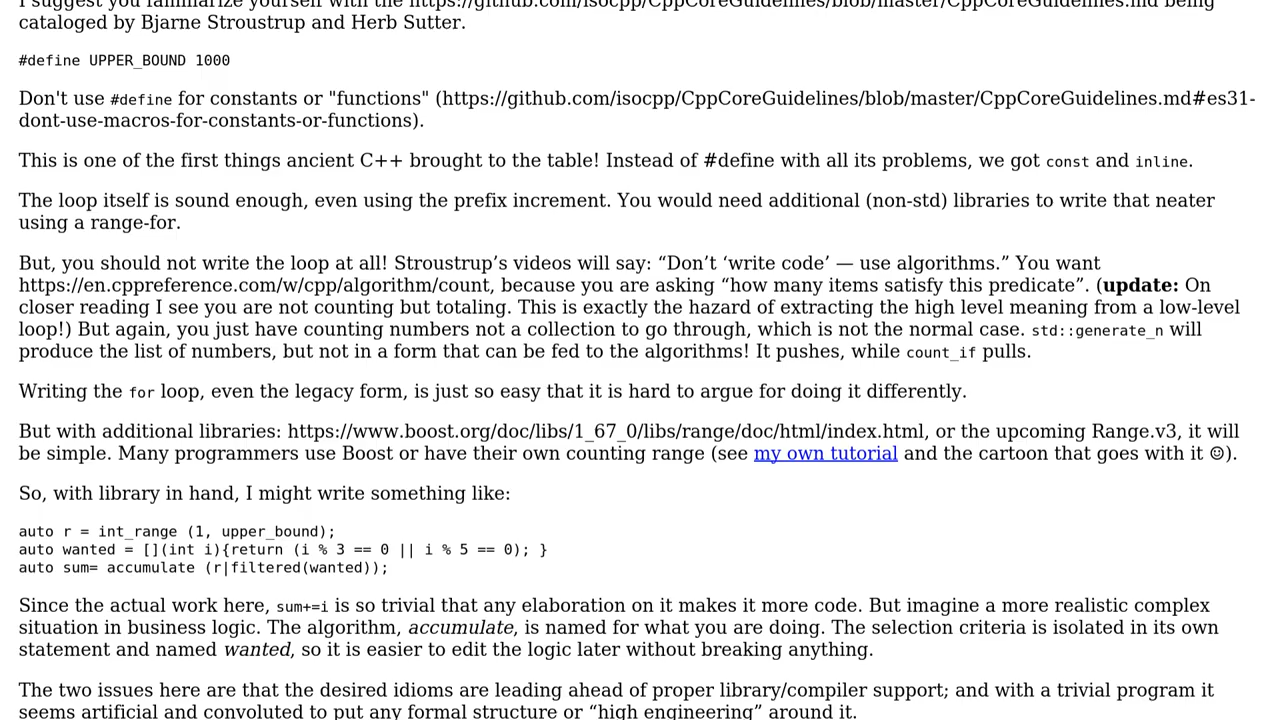 I suggest you familiarize yourself with the https://github.com/isocpp/CppCoreGuidelines/blob/master/CppCoreGuidelines.md being
cataloged by Bjarne Stroustrup and Herb Sutter.
#define UPPER_BOUND 1000
Don't use #define for constants or "functions" (https://github.com/isocpp/CppCoreGuidelines/blob/master/CppCoreGuidelines.md#es31-
dont-use-macros-for-constants-or-functions).
This is one of the first things ancient C++ brought to the table! Instead of #define with all its problems, we got const and inline.
The loop itself is sound enough, even using the prefix increment. You would need additional (non-std) libraries to write that neater
using a range-for.
But, you should not write the loop at all! Stroustrup’s videos will say: “Don’t ‘write code’ — use algorithms.” You want
https://en.cppreference.com/w/cpp/algorithm/count, because you are asking “how many items satisfy this predicate”. (update: On
closer reading I see you are not counting but totaling. This is exactly the hazard of extracting the high level meaning from a low-level
loop!) But again, you just have counting numbers not a collection to go through, which is not the normal case. std::generate_n will
produce the list of numbers, but not in a form that can be fed to the algorithms! It pushes, while count_if pulls.
Writing the for loop, even the legacy form, is just so easy that it is hard to argue for doing it differently.
But with additional libraries: https://www.boost.org/doc/libs/1_67_0/libs/range/doc/html/index.html, or the upcoming Range.v3, it will
be simple. Many programmers use Boost or have their own counting range (see my own tutorial and the cartoon that goes with it ☺).
So, with library in hand, I might write something like:
auto r = int_range (1, upper_bound);
auto wanted = [](int i){return (i % 3 == 0 || i % 5 == 0); }
auto sum= accumulate (r|filtered(wanted));
Since the actual work here, sum+=i is so trivial that any elaboration on it makes it more code. But imagine a more realistic complex
situation in business logic. The algorithm, accumulate, is named for what you are doing. The selection criteria is isolated in its own
statement and named wanted, so it is easier to edit the logic later without breaking anything.
The two issues here are that the desired idioms are leading ahead of proper library/compiler support; and with a trivial program it
seems artificial and convoluted to put any formal structure or “high engineering” around it.